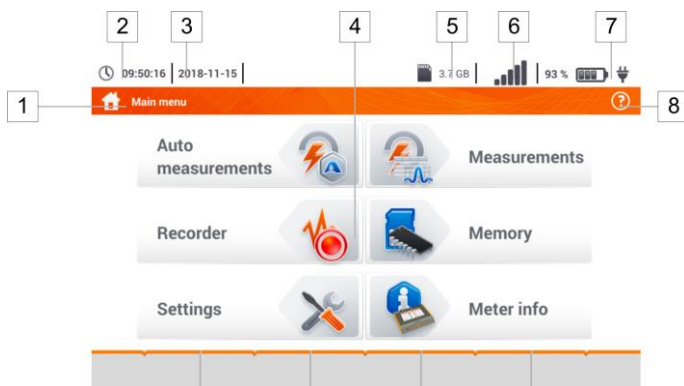 2
3
4
5
6
7
09:50:16 2018-11-15 3.7 GB 93 %
1
Main menu
?
8
Auto
measurements
Measurements
Recorder
Memory
Settings
Meter info